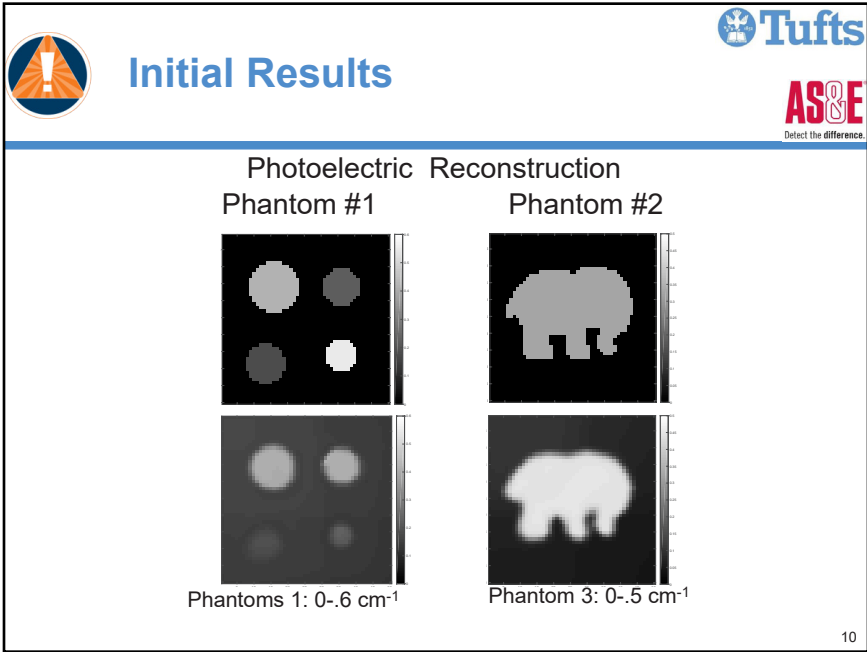 Tufts
Initial Results
AS&E
Detect the difference.
Photoelectric Reconstruction
Phantom #1 Phantom #2
Phantoms 1: 0-.6 cm-1
Phantom 3: 0-.5 cm-1
10